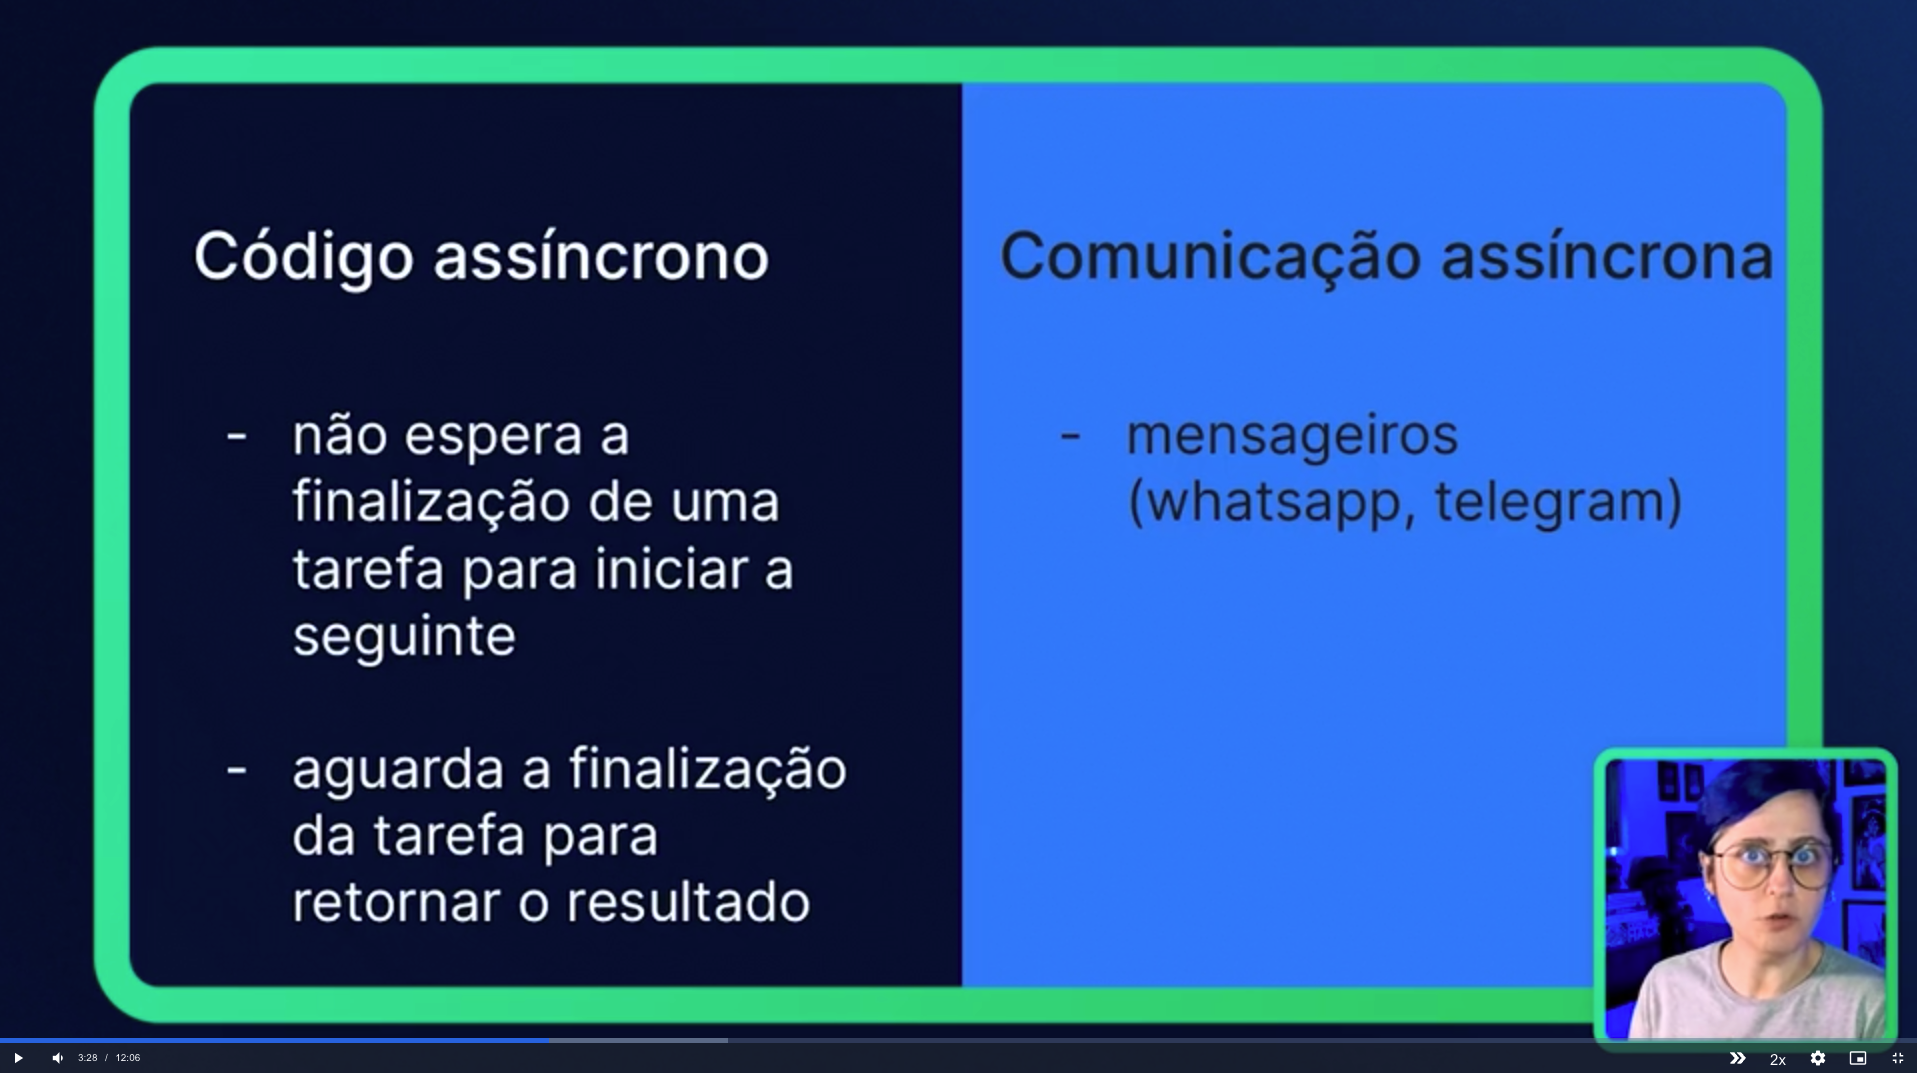 Código assíncrono
- não espera a
finalização de uma
tarefa para iniciar a
seguinte
- aguarda a finalização
da tarefa para
retornar o resultado
Comunicação assíncrona
- mensageiros
(whatsapp, telegram)
3:28 / 12:06
2x